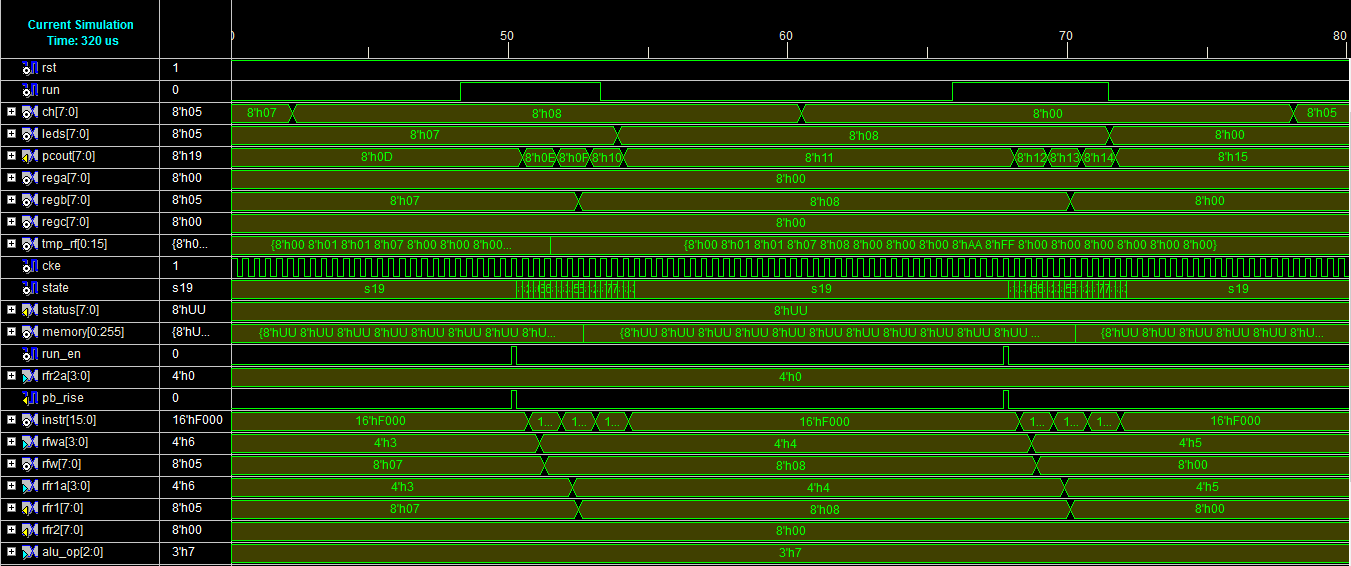 Current Simulation
Time: 320 us
50 60 70 80
rst 1
run 0
ch[7:0] 8'h05 8'h07 8'h08 8'h00 8'h05
leds[7:0] 8'h05 8'h07 8'h08 8'h00
pcout[7:0] 8'h19 8'h0D 8'h0E 8'h0F 8'h10 8'h11 8'h12 8'h13 8'h14 8'h15
rega[7:0] 8'h00 8'h00
regb[7:0] 8'h05 8'h07 8'h08 8'h00
regc[7:0] 8'h00 8'h00
tmp_rf[0:15] {8'h0... {8'h00 8'h01 8'h01 8'h07 8'h00 8'h00 8'h00... {8'h00 8'h01 8'h01 8'h07 8'h08 8'h00 8'h00 8'h00 8'hAA 8'hFF 8'h00 8'h00 8'h00 8'h00 8'h00 8'h00}
cke 1
state s19 s19 s19 s19
status[7:0] 8'hUU 8'hUU
memory[0:255] {8'hU... {8'hUU 8'hUU 8'hUU 8'hUU 8'hUU 8'hUU 8'hUU 8'hU... {8'hUU 8'hUU 8'hUU 8'hUU 8'hUU 8'hUU 8'hUU 8'hUU 8'hUU 8'hUU 8'hUU... {8'hUU 8'hUU 8'hUU 8'hUU 8'hUU 8'hU...
run_en 0
rfr2a[3:0] 4'h0 4'h0
pb_rise 0
instr[15:0] 16'hF000 16'hF000 1... 1... 1... 16'hF000 1... 1... 1... 16'hF000
rfwa[3:0] 4'h6 4'h3 4'h4 4'h5
rfw[7:0] 8'h05 8'h07 8'h08 8'h00
rfr1a[3:0] 4'h6 4'h3 4'h4 4'h5
rfr1[7:0] 8'h05 8'h07 8'h08 8'h00
rfr2[7:0] 8'h00 8'h00
alu_op[2:0] 3'h7 3'h7